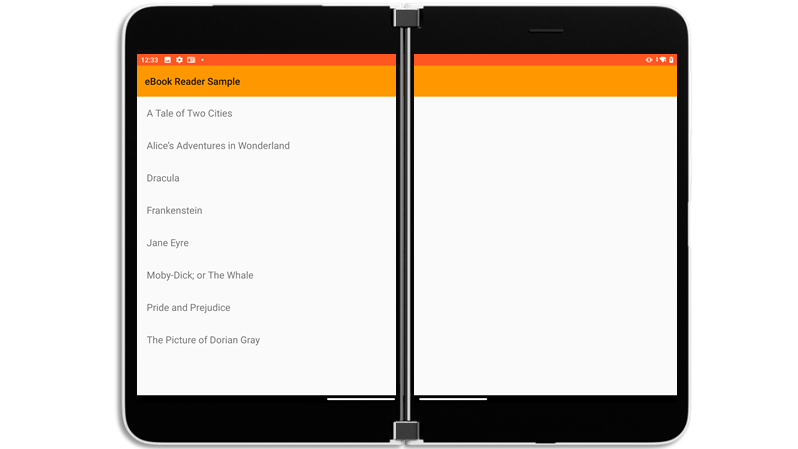 12:33
eBook Reader Sample
A Tale of Two Cities
Alice's Adventures in Wonderland
Dracula
Frankenstein
Jane Eyre
Moby-Dick; or The Whale
Pride and Prejudice
The Picture of Dorian Gray